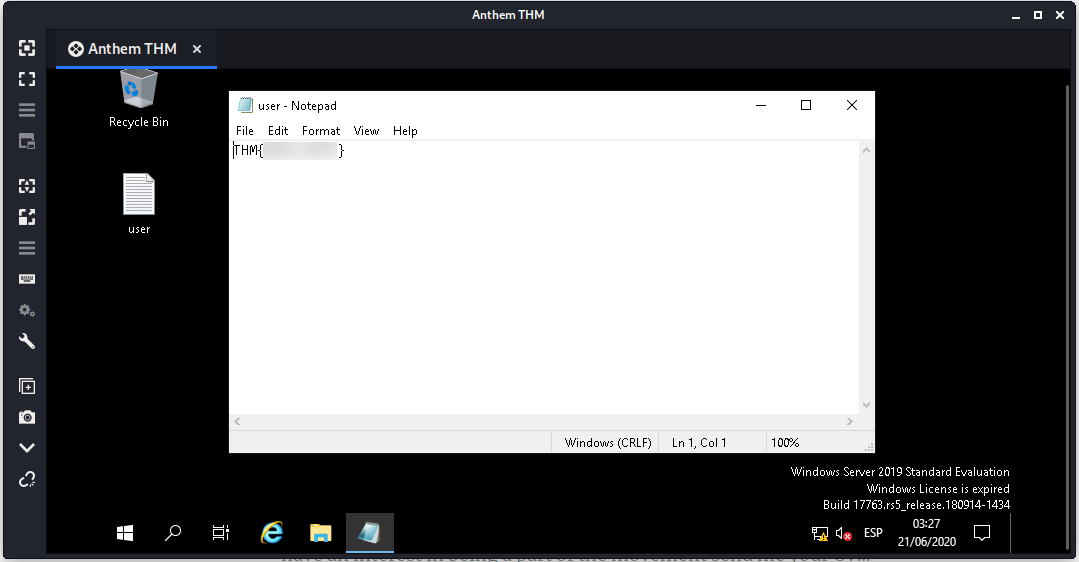 Anthem THM
Anthem THM
Recycle Bin
user
user - Notepad
File Edit Format View Help
THM{ }
Windows (CRLF) Ln 1, Col 1 100%
Windows Server 2019 Standard Evaluation
Windows License is expired
Build 17763.rs5_release.180914-1434
ESP
03:27
21/06/2020